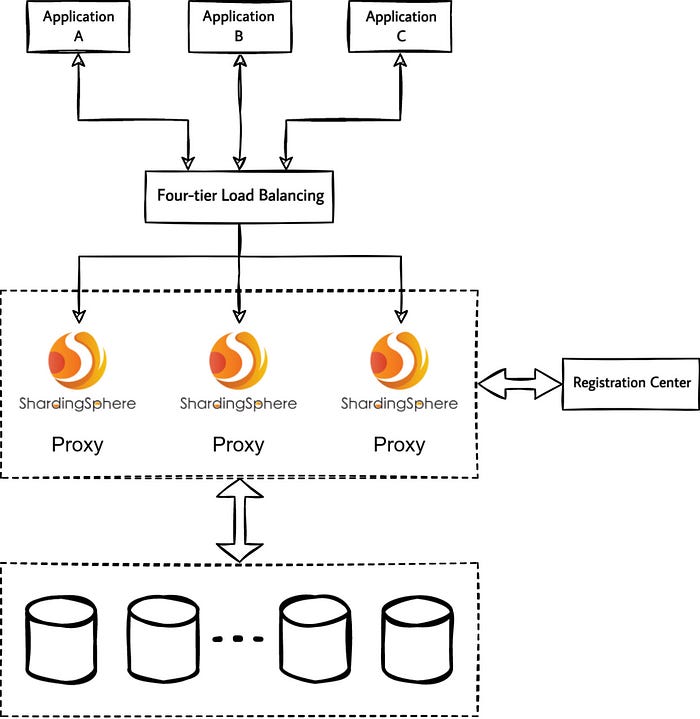 Application
A
Application
B
Application
C
Four-tier Load Balancing
ShardingSphere
Proxy
ShardingSphere
Proxy
ShardingSphere
Proxy
Registration Center